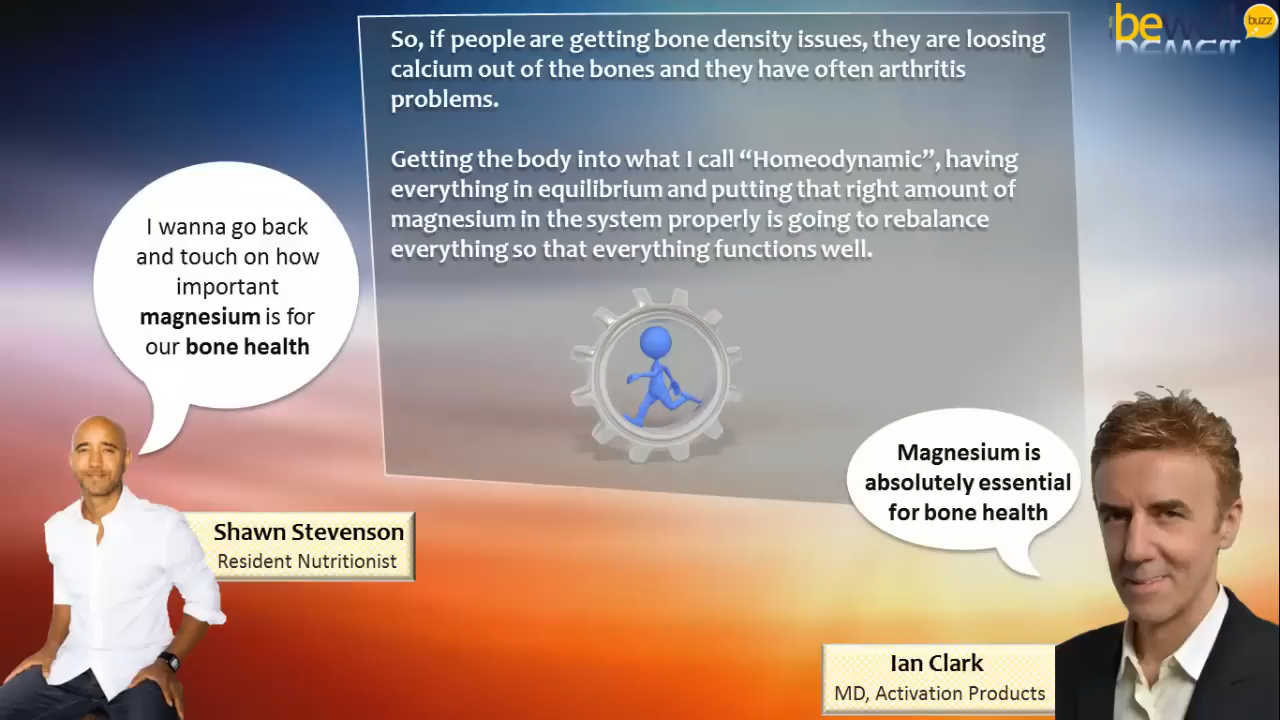 bewell
buzz
So, if people are getting bone density issues, they are loosing
calcium out of the bones and they have often arthritis
problems.
Getting the body into what I call “Homeodynamic”, having
everything in equilibrium and putting that right amount of
magnesium in the system properly is going to rebalance
everything so that everything functions well.
I wanna go back
and touch on how
important
magnesium is for
our bone health
Magnesium is
absolutely essential
for bone health
Shawn Stevenson
Resident Nutritionist
Ian Clark
MD, Activation Products